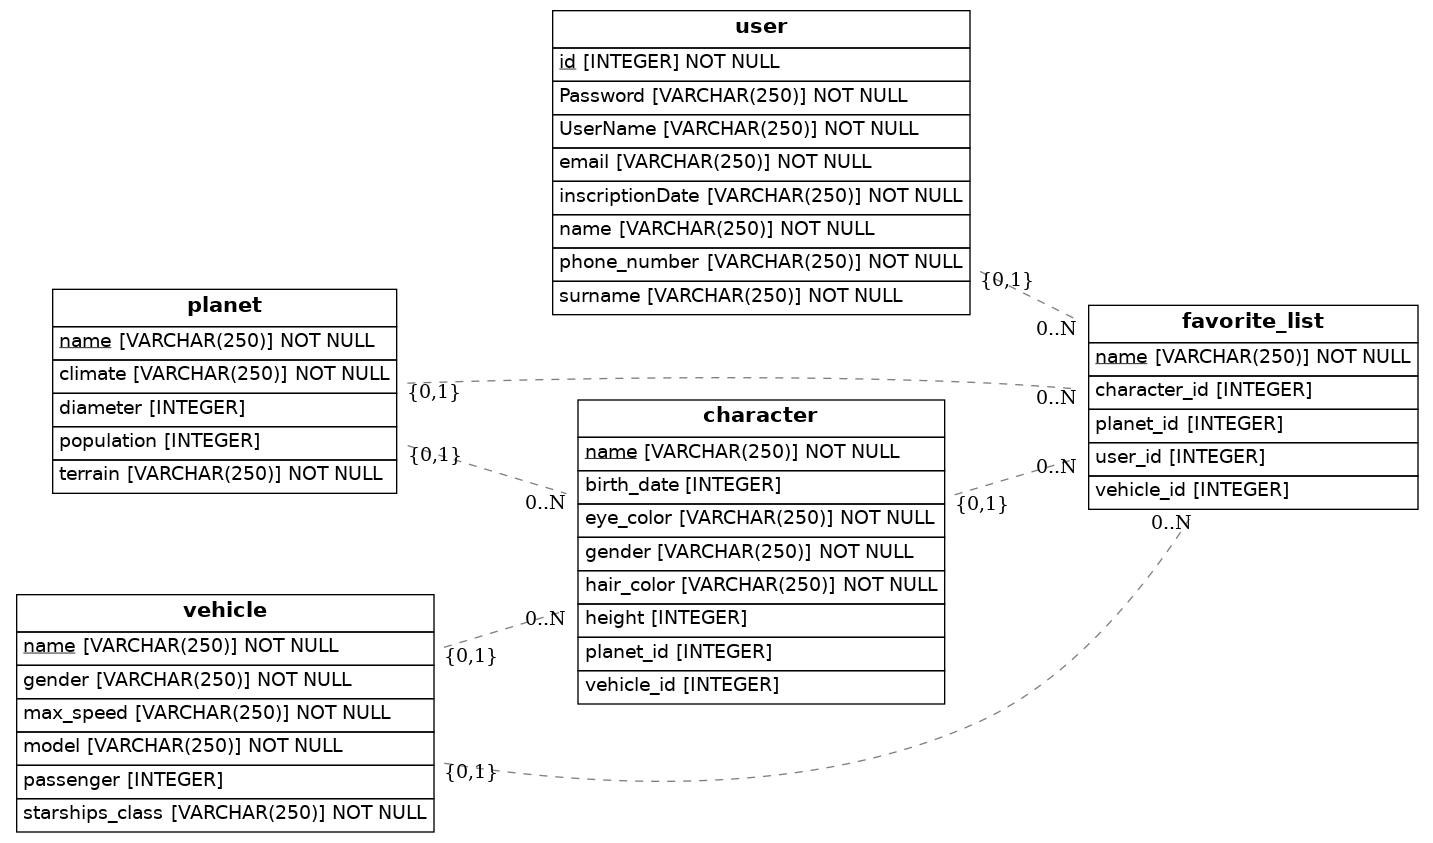 user
id [INTEGER] NOT NULL
Password [VARCHAR(250)] NOT NULL
UserName [VARCHAR(250)] NOT NULL
email [VARCHAR(250)] NOT NULL
inscriptionDate [VARCHAR(250)] NOT NULL
name [VARCHAR(250)] NOT NULL
phone_number [VARCHAR(250)] NOT NULL
surname [VARCHAR(250)] NOT NULL
{0,1}
0..N
planet
name [VARCHAR(250)] NOT NULL
climate [VARCHAR(250)] NOT NULL
diameter [INTEGER]
population [INTEGER]
terrain [VARCHAR(250)] NOT NULL
{0,1}
0..N
{0,1}
0..N
favorite_list
name [VARCHAR(250)] NOT NULL
character_id [INTEGER]
planet_id [INTEGER]
user_id [INTEGER]
vehicle_id [INTEGER]
character
name [VARCHAR(250)] NOT NULL
birth_date [INTEGER]
eye_color [VARCHAR(250)] NOT NULL
gender [VARCHAR(250)] NOT NULL
hair_color [VARCHAR(250)] NOT NULL
height [INTEGER]
planet_id [INTEGER]
vehicle_id [INTEGER]
{0,1}
0..N
0..N
vehicle
name [VARCHAR(250)] NOT NULL
gender [VARCHAR(250)] NOT NULL
max_speed [VARCHAR(250)] NOT NULL
model [VARCHAR(250)] NOT NULL
passenger [INTEGER]
starships_class [VARCHAR(250)] NOT NULL
{0,1}
0..N
{0,1}